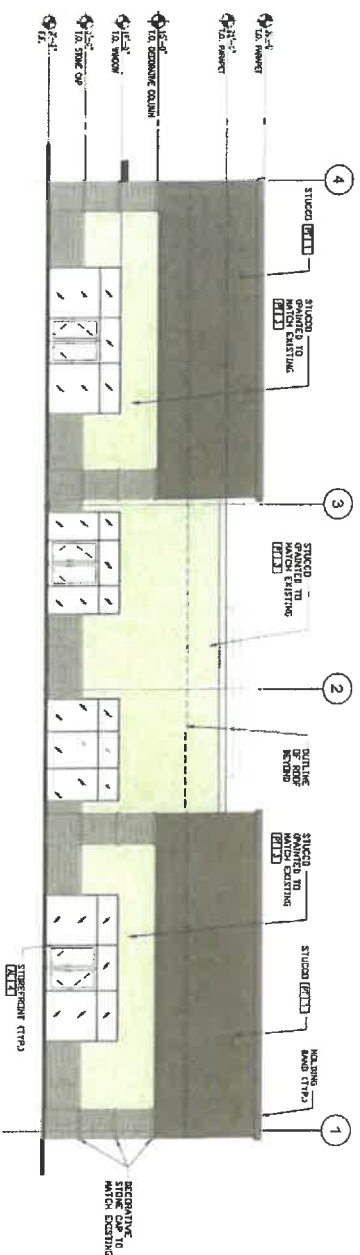 T.O. PARAPET
T.O. PARAPET
15'-0"
T.O. DECORATIVE COLUMN
T.O. WINDOW
T.O. STONE CAP
F.F.
4
STUCCO
STUCCO
(PAINTED TO
MATCH EXISTING
3
STUCCO
(PAINTED TO
MATCH EXISTING
2
OUTLINE
OF ROOF
BEYOND
STUCCO
(PAINTED TO
MATCH EXISTING
STUCCO
MOLDING
BAND (TYP.)
1
STOREFRONT (TYP.)
DECORATIVE
STONE CAP TO
MATCH EXISTING